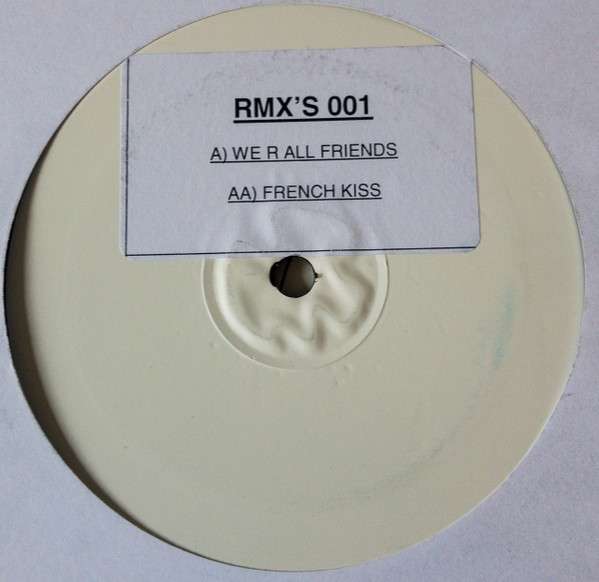 RMX’S 001
A) WE R ALL FRIENDS
AA) FRENCH KISS